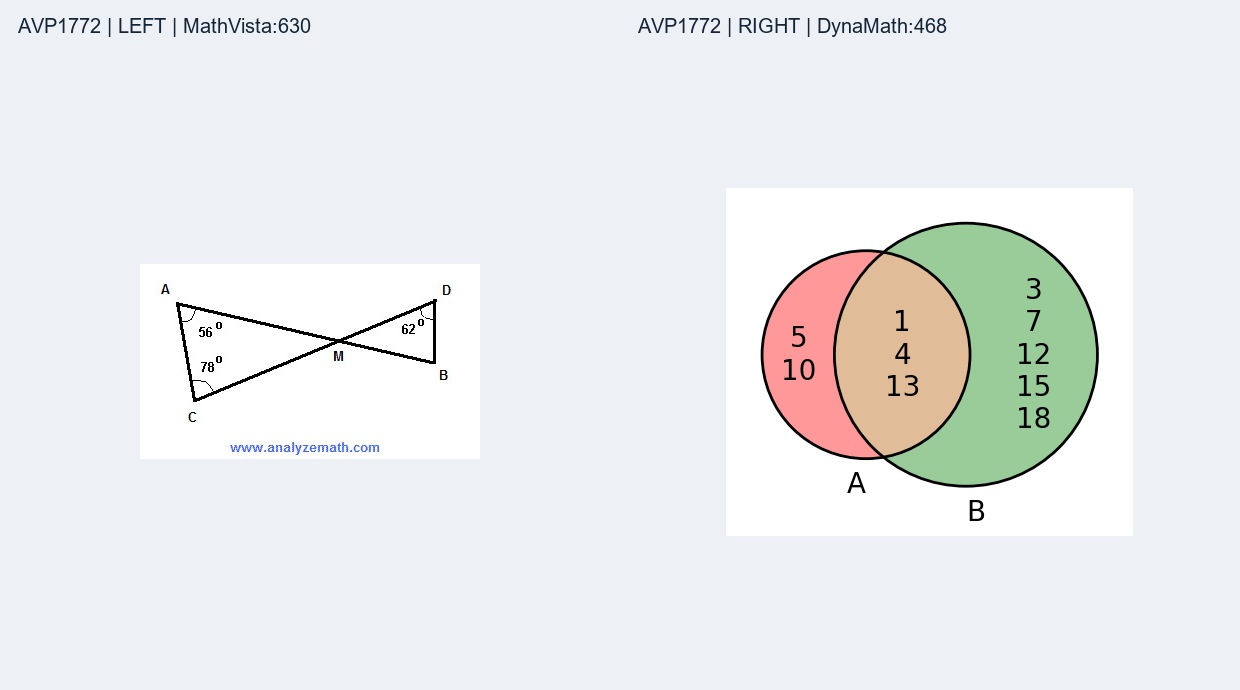 AVP1772 | LEFT | MathVista:630
AVP1772 | RIGHT | DynaMath:468
A
D
56°
62°
M
78°
B
C
www.analyzemath.com
5
10
1
4
13
3
7
12
15
18
A
B